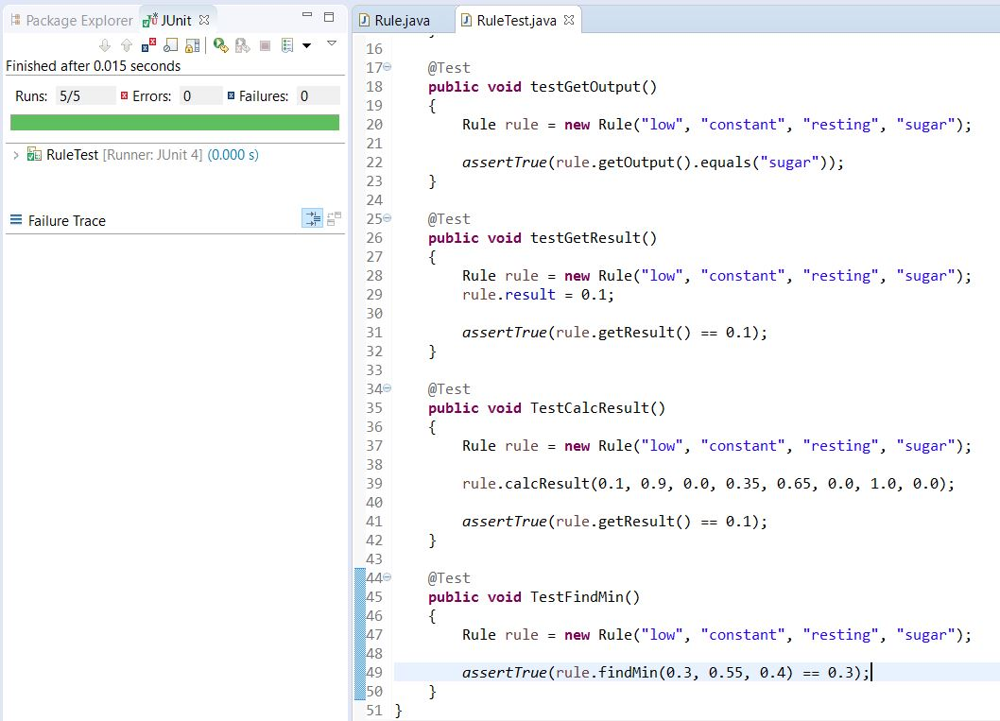 Package Explorer
JUnit
Finished after 0.015 seconds
Runs: 5/5 Errors: 0 Failures: 0
RuleTest [Runner: JUnit 4] (0.000 s)
Failure Trace
Rule.java
RuleTest.java
16
17 @Test
18 public void testGetOutput()
19 {
20 Rule rule = new Rule("low", "constant", "resting", "sugar");
21
22 assertTrue(rule.getOutput().equals("sugar"));
23 }
24
25 @Test
26 public void testGetResult()
27 {
28 Rule rule = new Rule("low", "constant", "resting", "sugar");
29 rule.result = 0.1;
30
31 assertTrue(rule.getResult() == 0.1);
32 }
33
34 @Test
35 public void TestCalcResult()
36 {
37 Rule rule = new Rule("low", "constant", "resting", "sugar");
38
39 rule.calcResult(0.1, 0.9, 0.0, 0.35, 0.65, 0.0, 1.0, 0.0);
40
41 assertTrue(rule.getResult() == 0.1);
42 }
43
44 @Test
45 public void TestFindMin()
46 {
47 Rule rule = new Rule("low", "constant", "resting", "sugar");
48
49 assertTrue(rule.findMin(0.3, 0.55, 0.4) == 0.3);
50 }
51 }